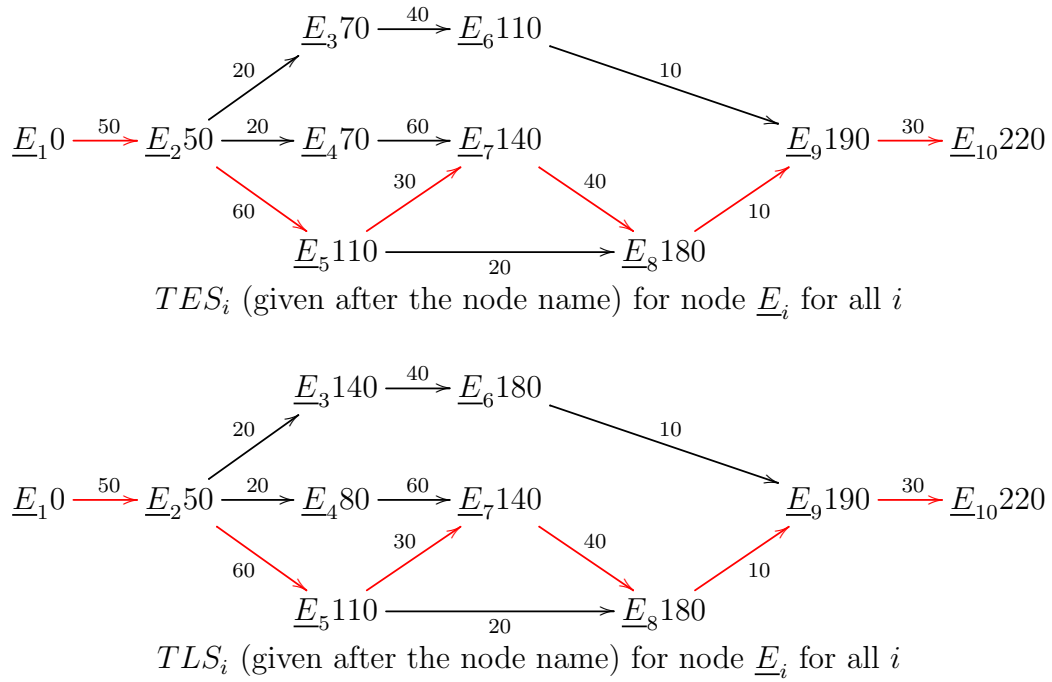 40
E₃70 E₆110
20 10
50 20 60 30
E₁0 E₂50 E₄70 E₇140 E₉190 E₁₀220
60 30 40 10
E₅110 E₈180
20
TESᵢ (given after the node name) for node Eᵢ for all i
40
E₃140 E₆180
20 10
50 20 60 30
E₁0 E₂50 E₄80 E₇140 E₉190 E₁₀220
60 30 40 10
E₅110 E₈180
20
TLSᵢ (given after the node name) for node Eᵢ for all i